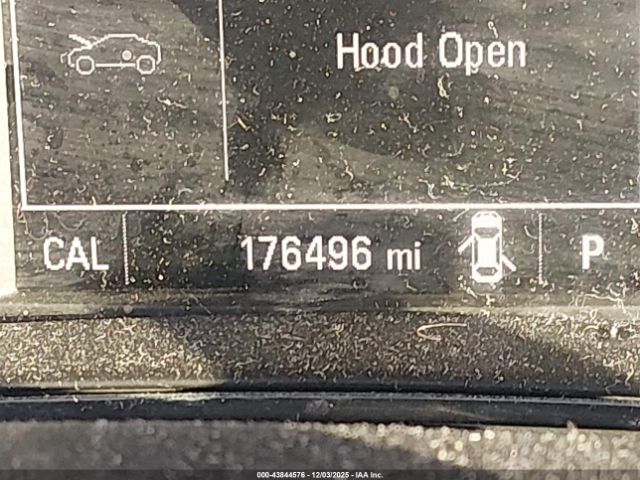 Hood Open
CAL 176496 mi P
000-43844576 - 12/03/2025 - IAA Inc.